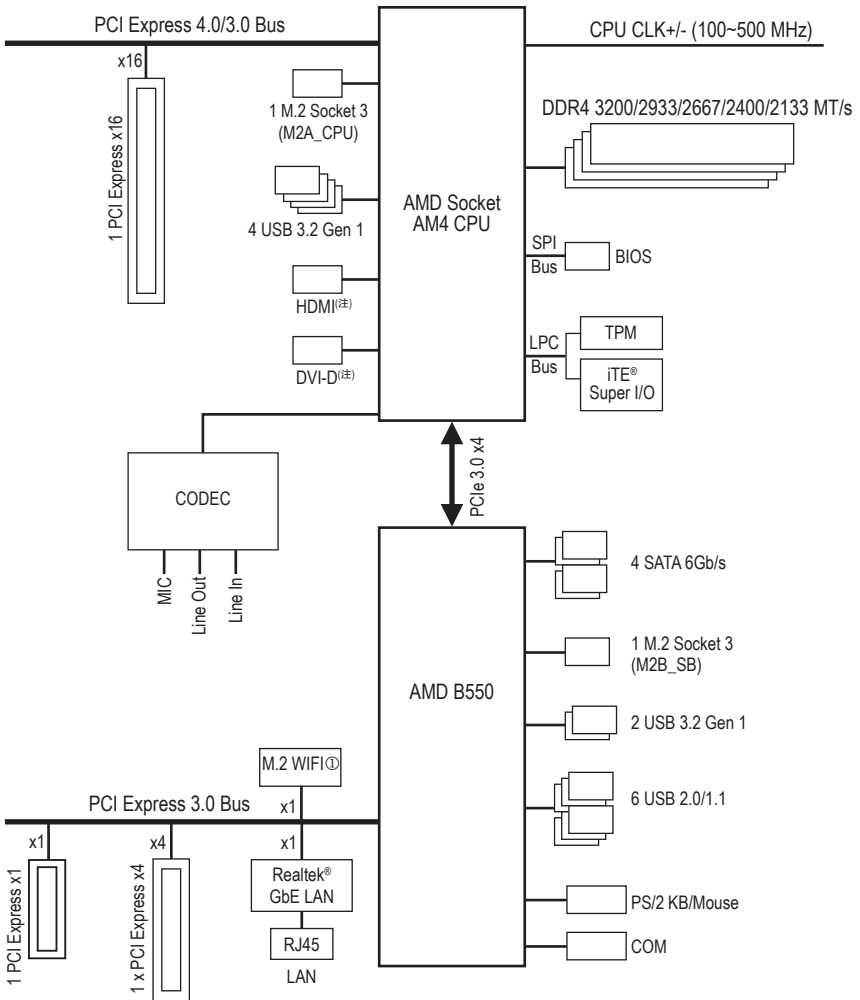 PCI Express 4.0/3.0 Bus
CPU CLK+/- (100~500 MHz)
x16
1 PCI Express x16
1 M.2 Socket 3
(M2A_CPU)
DDR4 3200/2933/2667/2400/2133 MT/s
4 USB 3.2 Gen 1
AMD Socket
AM4 CPU
SPI
Bus
BIOS
HDMI(注)
DVI-D(注)
LPC
Bus
TPM
iTE®
Super I/O
CODEC
MIC
Line Out
Line In
PCIe 3.0 x4
4 SATA 6Gb/s
1 M.2 Socket 3
(M2B_SB)
AMD B550
2 USB 3.2 Gen 1
M.2 WIFI①
6 USB 2.0/1.1
PCI Express 3.0 Bus
x1
x1
x4
x1
1 PCI Express x1
1 x PCI Express x4
Realtek®
GbE LAN
RJ45
LAN
PS/2 KB/Mouse
COM